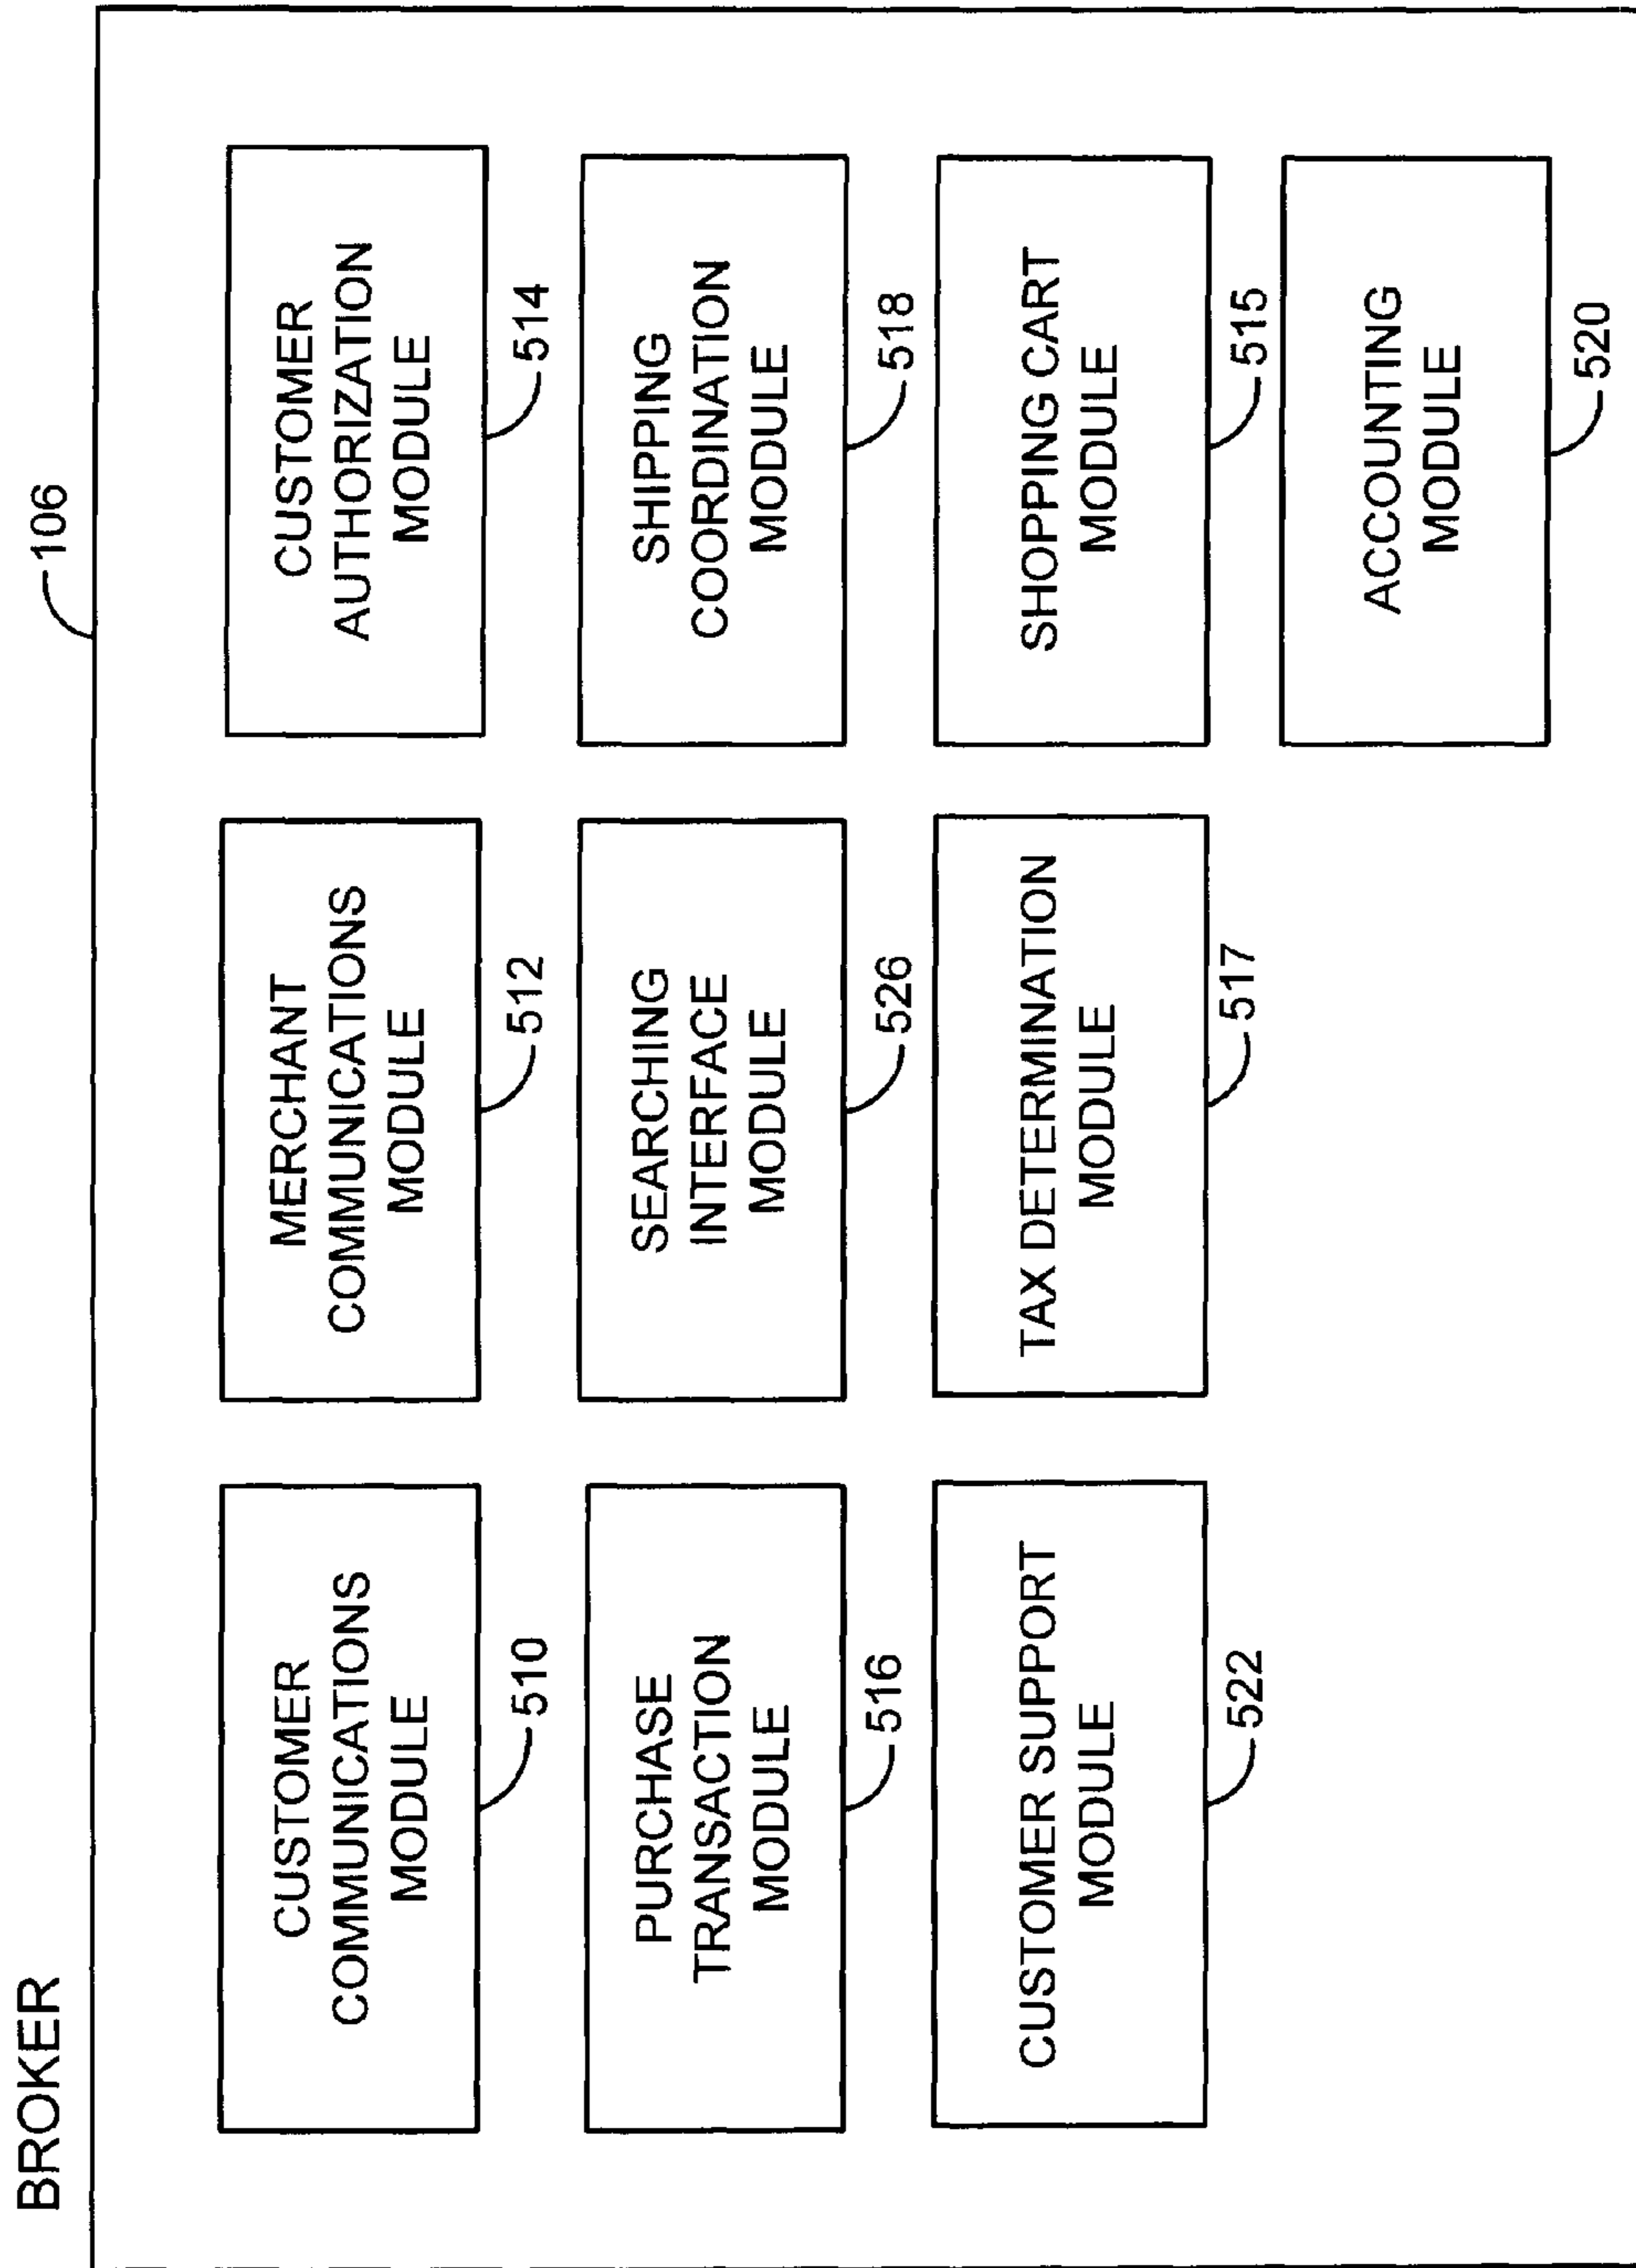 BROKER
106
CUSTOMER
COMMUNICATIONS
MODULE
510
MERCHANT
COMMUNICATIONS
MODULE
512
CUSTOMER
AUTHORIZATION
MODULE
514
PURCHASE
TRANSACTION
MODULE
516
SEARCHING
INTERFACE
MODULE
526
SHIPPING
COORDINATION
MODULE
518
CUSTOMER SUPPORT
MODULE
522
TAX DETERMINATION
MODULE
517
SHOPPING CART
MODULE
515
ACCOUNTING
MODULE
520